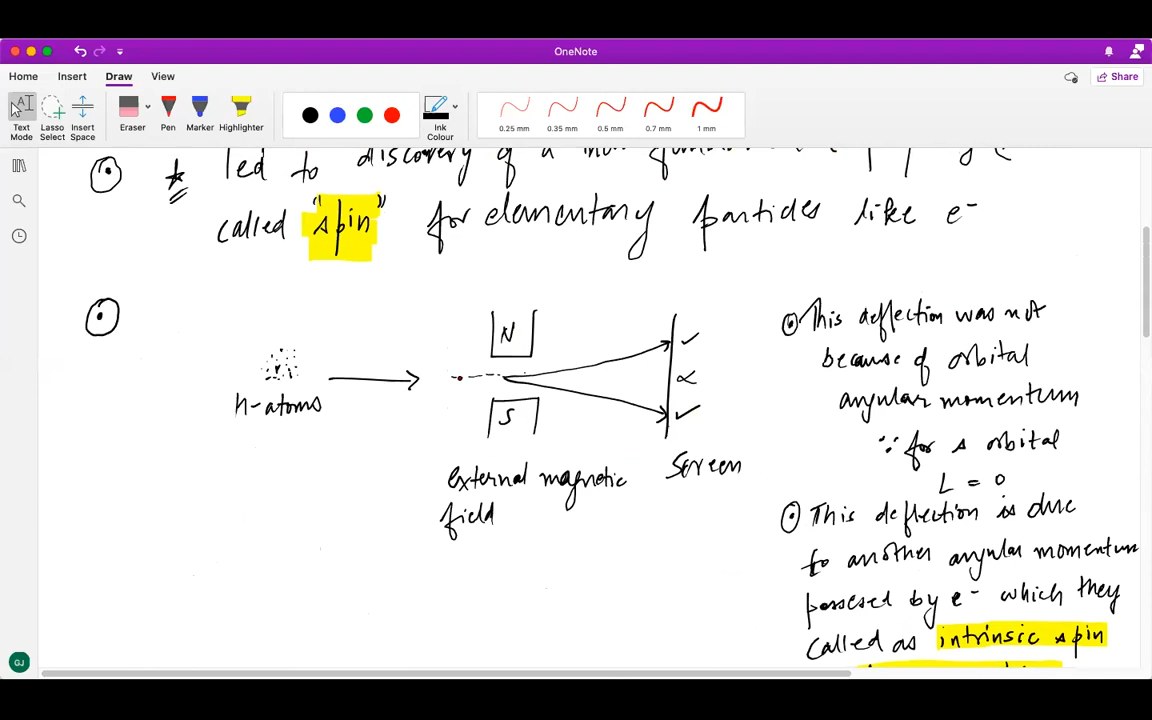 OneNote
Home Insert Draw View
Share
Text Mode
Lasso Select
Insert Space
Eraser
Pen
Marker
Highlighter
Ink Colour
0.25 mm
0.35 mm
0.5 mm
0.7 mm
1 mm
led to discovery of a
called "spin" for elementary particles like e-
N
S
h-atoms
external magnetic
field
Screen
This deflection was not
because of orbital
angular momentum
∵ for s orbital
L = 0
This deflection is due
to another angular momentum
possesed by e- which they
called as intrinsic spin
GJ